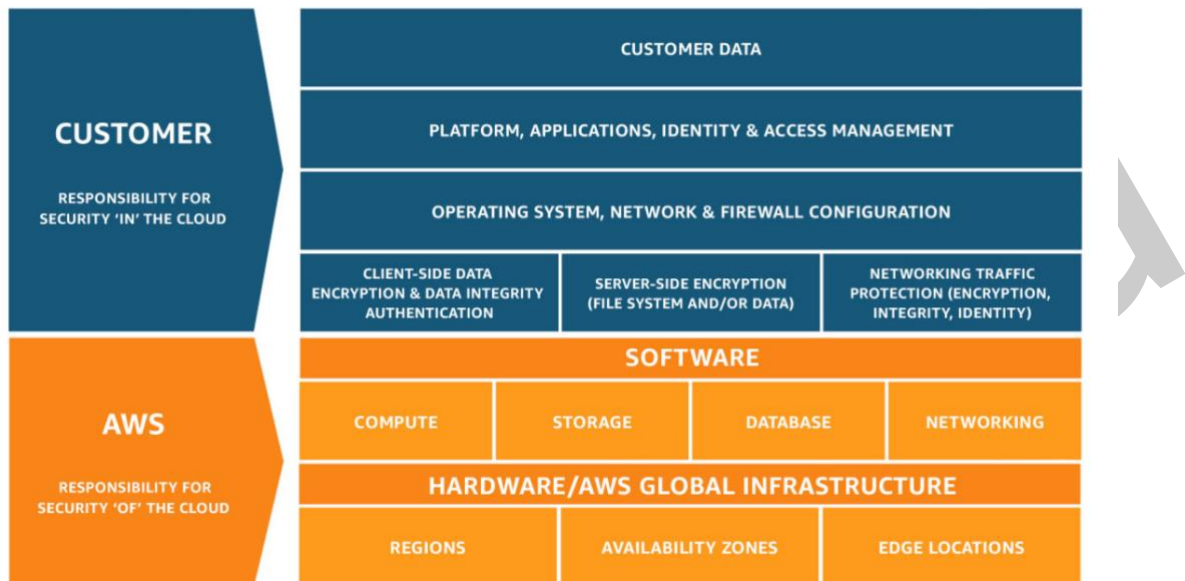 CUSTOMER
RESPONSIBILITY FOR
SECURITY ‘IN’ THE CLOUD
CUSTOMER DATA
PLATFORM, APPLICATIONS, IDENTITY & ACCESS MANAGEMENT
OPERATING SYSTEM, NETWORK & FIREWALL CONFIGURATION
CLIENT-SIDE DATA
ENCRYPTION & DATA INTEGRITY
AUTHENTICATION
SERVER-SIDE ENCRYPTION
(FILE SYSTEM AND/OR DATA)
NETWORKING TRAFFIC
PROTECTION (ENCRYPTION,
INTEGRITY, IDENTITY)
AWS
RESPONSIBILITY FOR
SECURITY ‘OF’ THE CLOUD
SOFTWARE
COMPUTE
STORAGE
DATABASE
NETWORKING
HARDWARE/AWS GLOBAL INFRASTRUCTURE
REGIONS
AVAILABILITY ZONES
EDGE LOCATIONS